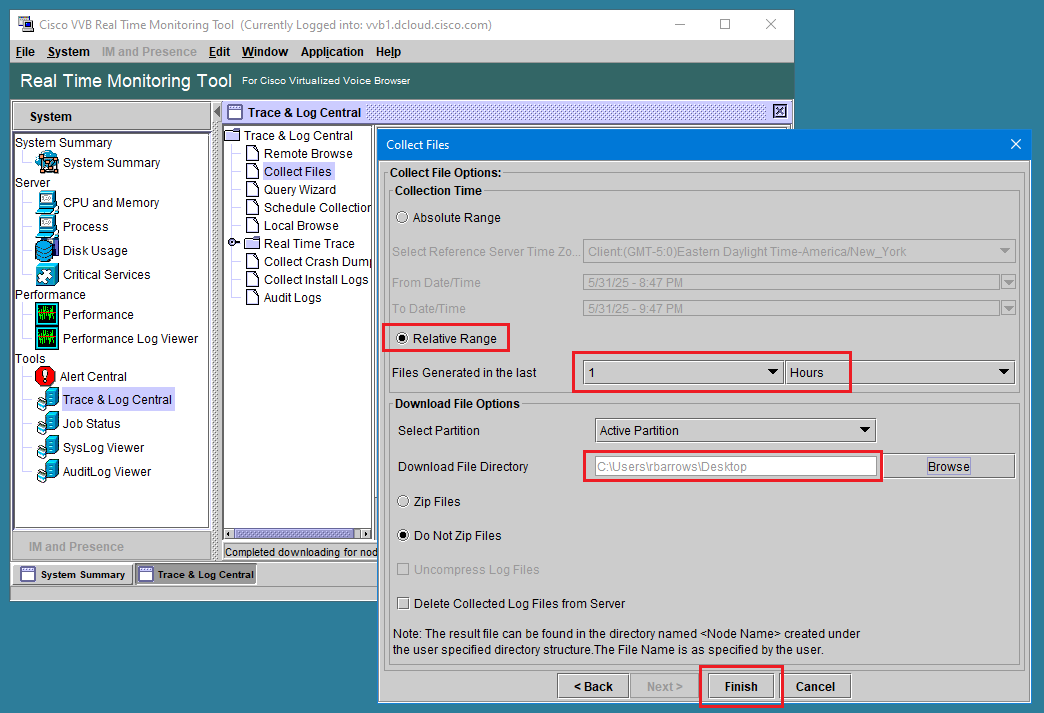 Cisco VVB Real Time Monitoring Tool (Currently Logged into: vvb1.dcloud.cisco.com)
File System IM and Presence Edit Window Application Help
Real Time Monitoring Tool For Cisco Virtualized Voice Browser
System
System Summary
System Summary
Server
CPU and Memory
Process
Disk Usage
Critical Services
Performance
Performance
Performance Log Viewer
Tools
Alert Central
Trace & Log Central
Job Status
SysLog Viewer
AuditLog Viewer
IM and Presence
System Summary Trace & Log Central
Trace & Log Central
Trace & Log Central
Remote Browse
Collect Files
Query Wizard
Schedule Collection
Local Browse
Real Time Trace
Collect Crash Dump
Collect Install Logs
Audit Logs
Completed downloading for nod
Collect Files
Collect File Options:
Collection Time
Absolute Range
Select Reference Server Time Zo... Client:(GMT-5:0)Eastern Daylight Time-America/New_York
From Date/Time 5/31/25 - 8:47 PM
To Date/Time 5/31/25 - 9:47 PM
Relative Range
Files Generated in the last 1 Hours
Download File Options
Select Partition Active Partition
Download File Directory C:\Users\rbarrows\Desktop Browse
Zip Files
Do Not Zip Files
Uncompress Log Files
Delete Collected Log Files from Server
Note: The result file can be found in the directory named <Node Name> created under
the user specified directory structure.The File Name is as specified by the user.
< Back Next > Finish Cancel